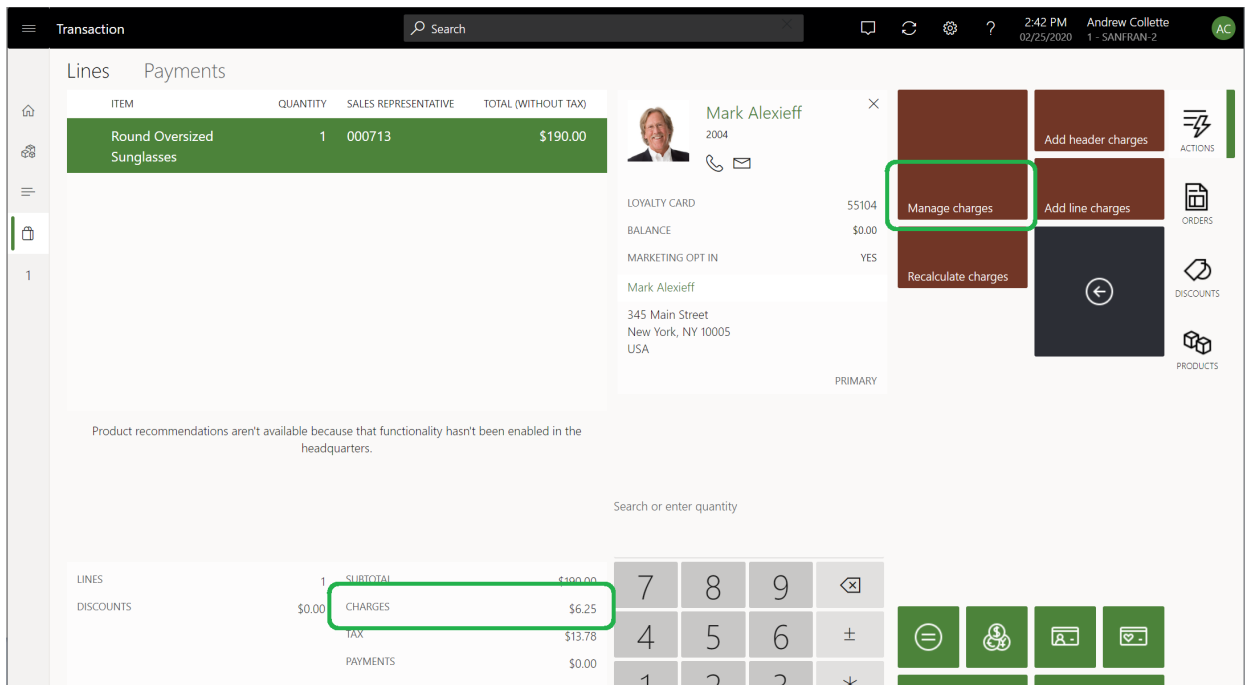 Transaction
Search
?
2:42 PM
02/25/2020
Andrew Collette
1 - SANFRAN-2
AC
Lines
Payments
ITEM QUANTITY SALES REPRESENTATIVE TOTAL (WITHOUT TAX)
Round Oversized Sunglasses 1 000713 $190.00
Mark Alexieff
2004
LOYALTY CARD 55104
BALANCE $0.00
MARKETING OPT IN YES
Mark Alexieff
345 Main Street
New York, NY 10005
USA
PRIMARY
Add header charges
Manage charges
Add line charges
Recalculate charges
ACTIONS
ORDERS
DISCOUNTS
PRODUCTS
1
Product recommendations aren't available because that functionality hasn't been enabled in the
headquarters.
Search or enter quantity
LINES 1
DISCOUNTS $0.00
SUBTOTAL $190.00
CHARGES $6.25
TAX $13.78
PAYMENTS $0.00
7 8 9
4 5 6 ±
1 2 3 *